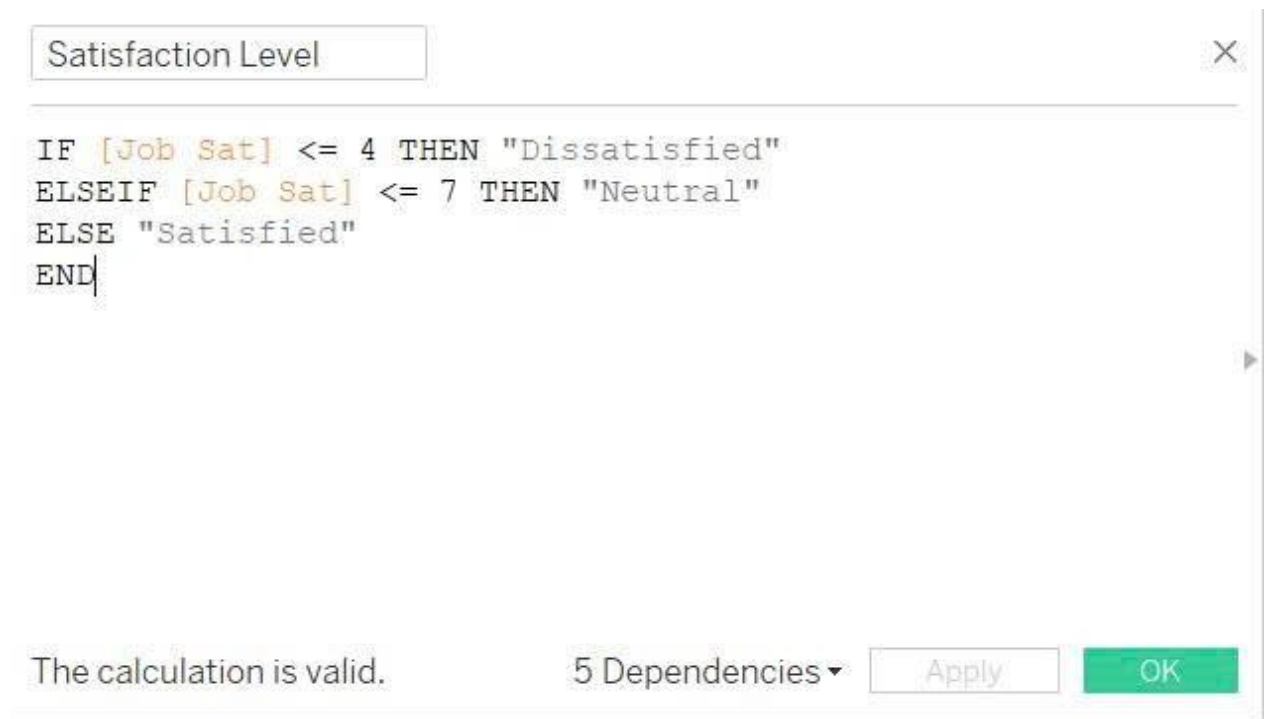 Satisfaction Level
IF [Job Sat] <= 4 THEN "Dissatisfied"
ELSEIF [Job Sat] <= 7 THEN "Neutral"
ELSE "Satisfied"
END
The calculation is valid. 5 Dependencies Apply OK